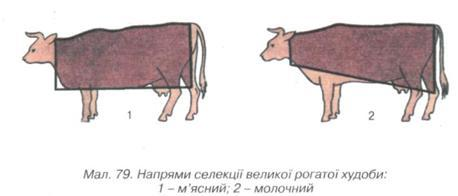 1
2
Мал. 79. Напрями селекції великої рогатої худоби:
1 – м'ясний; 2 – молочний